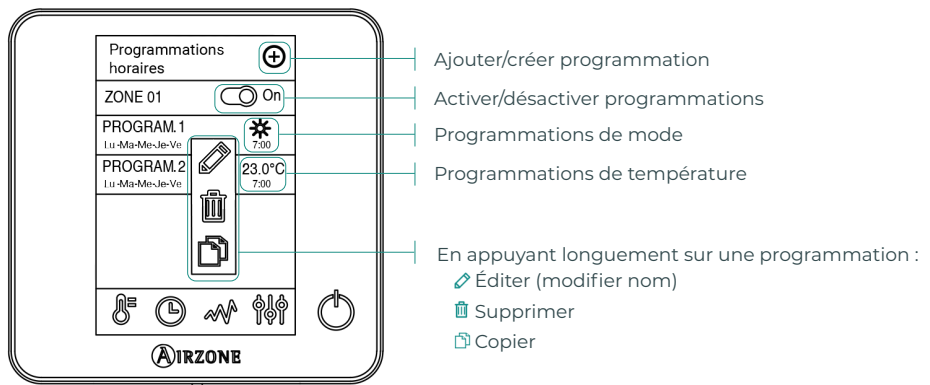 Programmations
horaires
ZONE 01
On
PROGRAM.1
Lu-Ma-Me-Je-Ve
7:00
PROGRAM.2
Lu-Ma-Me-Je-Ve
23.0°C
7:00
AIRZONE
Ajouter/créer programmation
Activer/désactiver programmations
Programmations de mode
Programmations de température
En appuyant longuement sur une programmation :
Éditer (modifier nom)
Supprimer
Copier